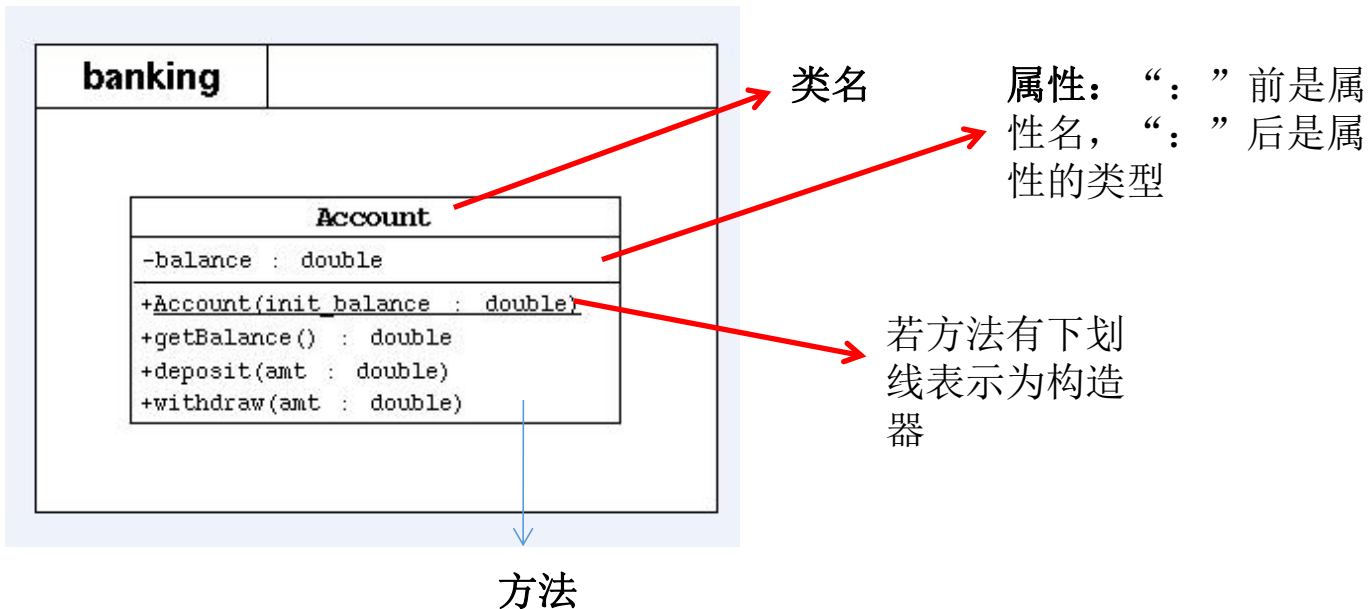 banking
类名
属性：“：”前是属
性名，“：”后是属
性的类型
Account
-balance : double
+Account(init_balance : double)
+getBalance() : double
+deposit(amt : double)
+withdraw(amt : double)
若方法有下划
线表示为构造
器
方法